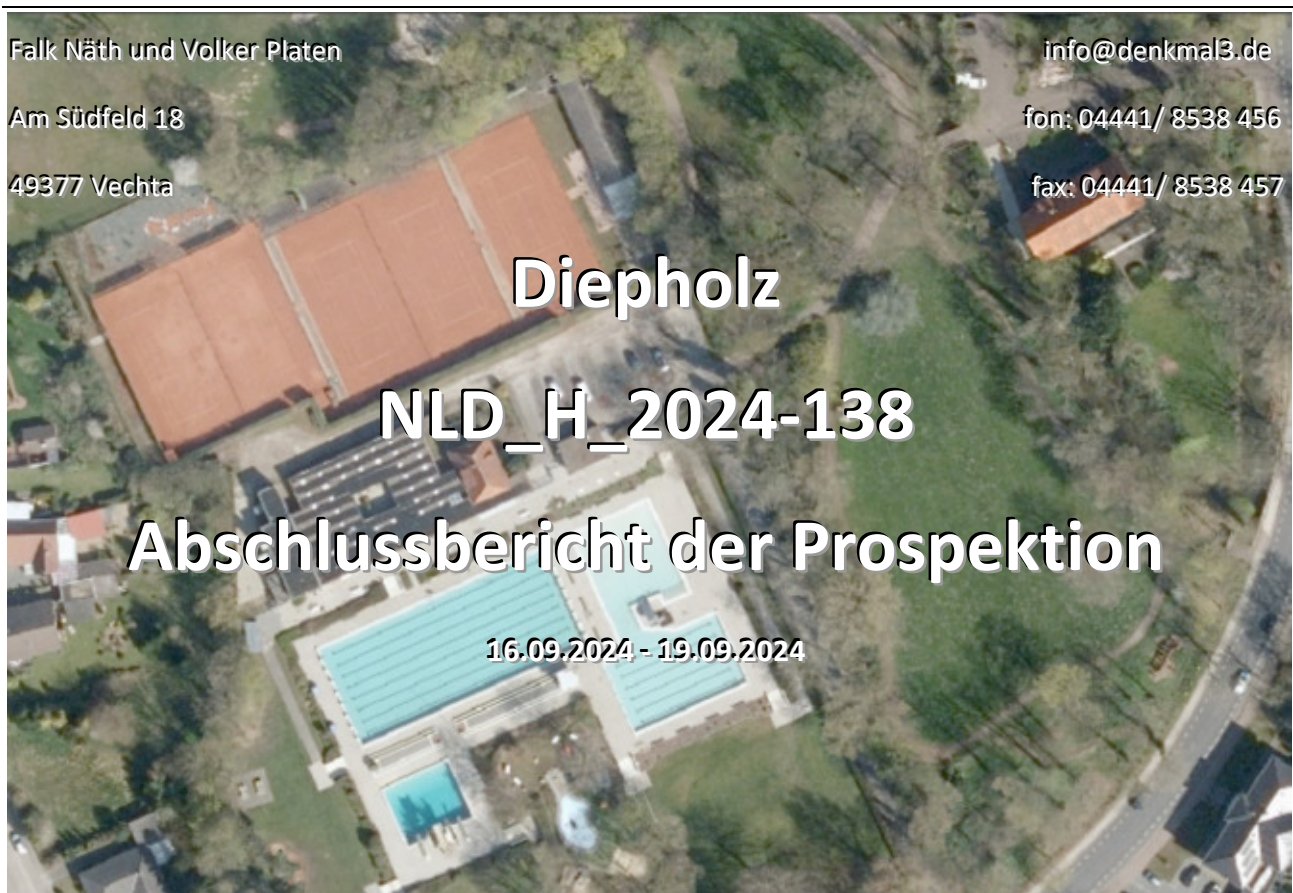 Falk Näth und Volker Platen
info@denkmal3.de
Am Südfeld 18
fon: 04441/ 8538 456
49377 Vechta
fax: 04441/ 8538 457
Diepholz
NLD_H_2024-138
Abschlussbericht der Prospektion
16.09.2024 - 19.09.2024